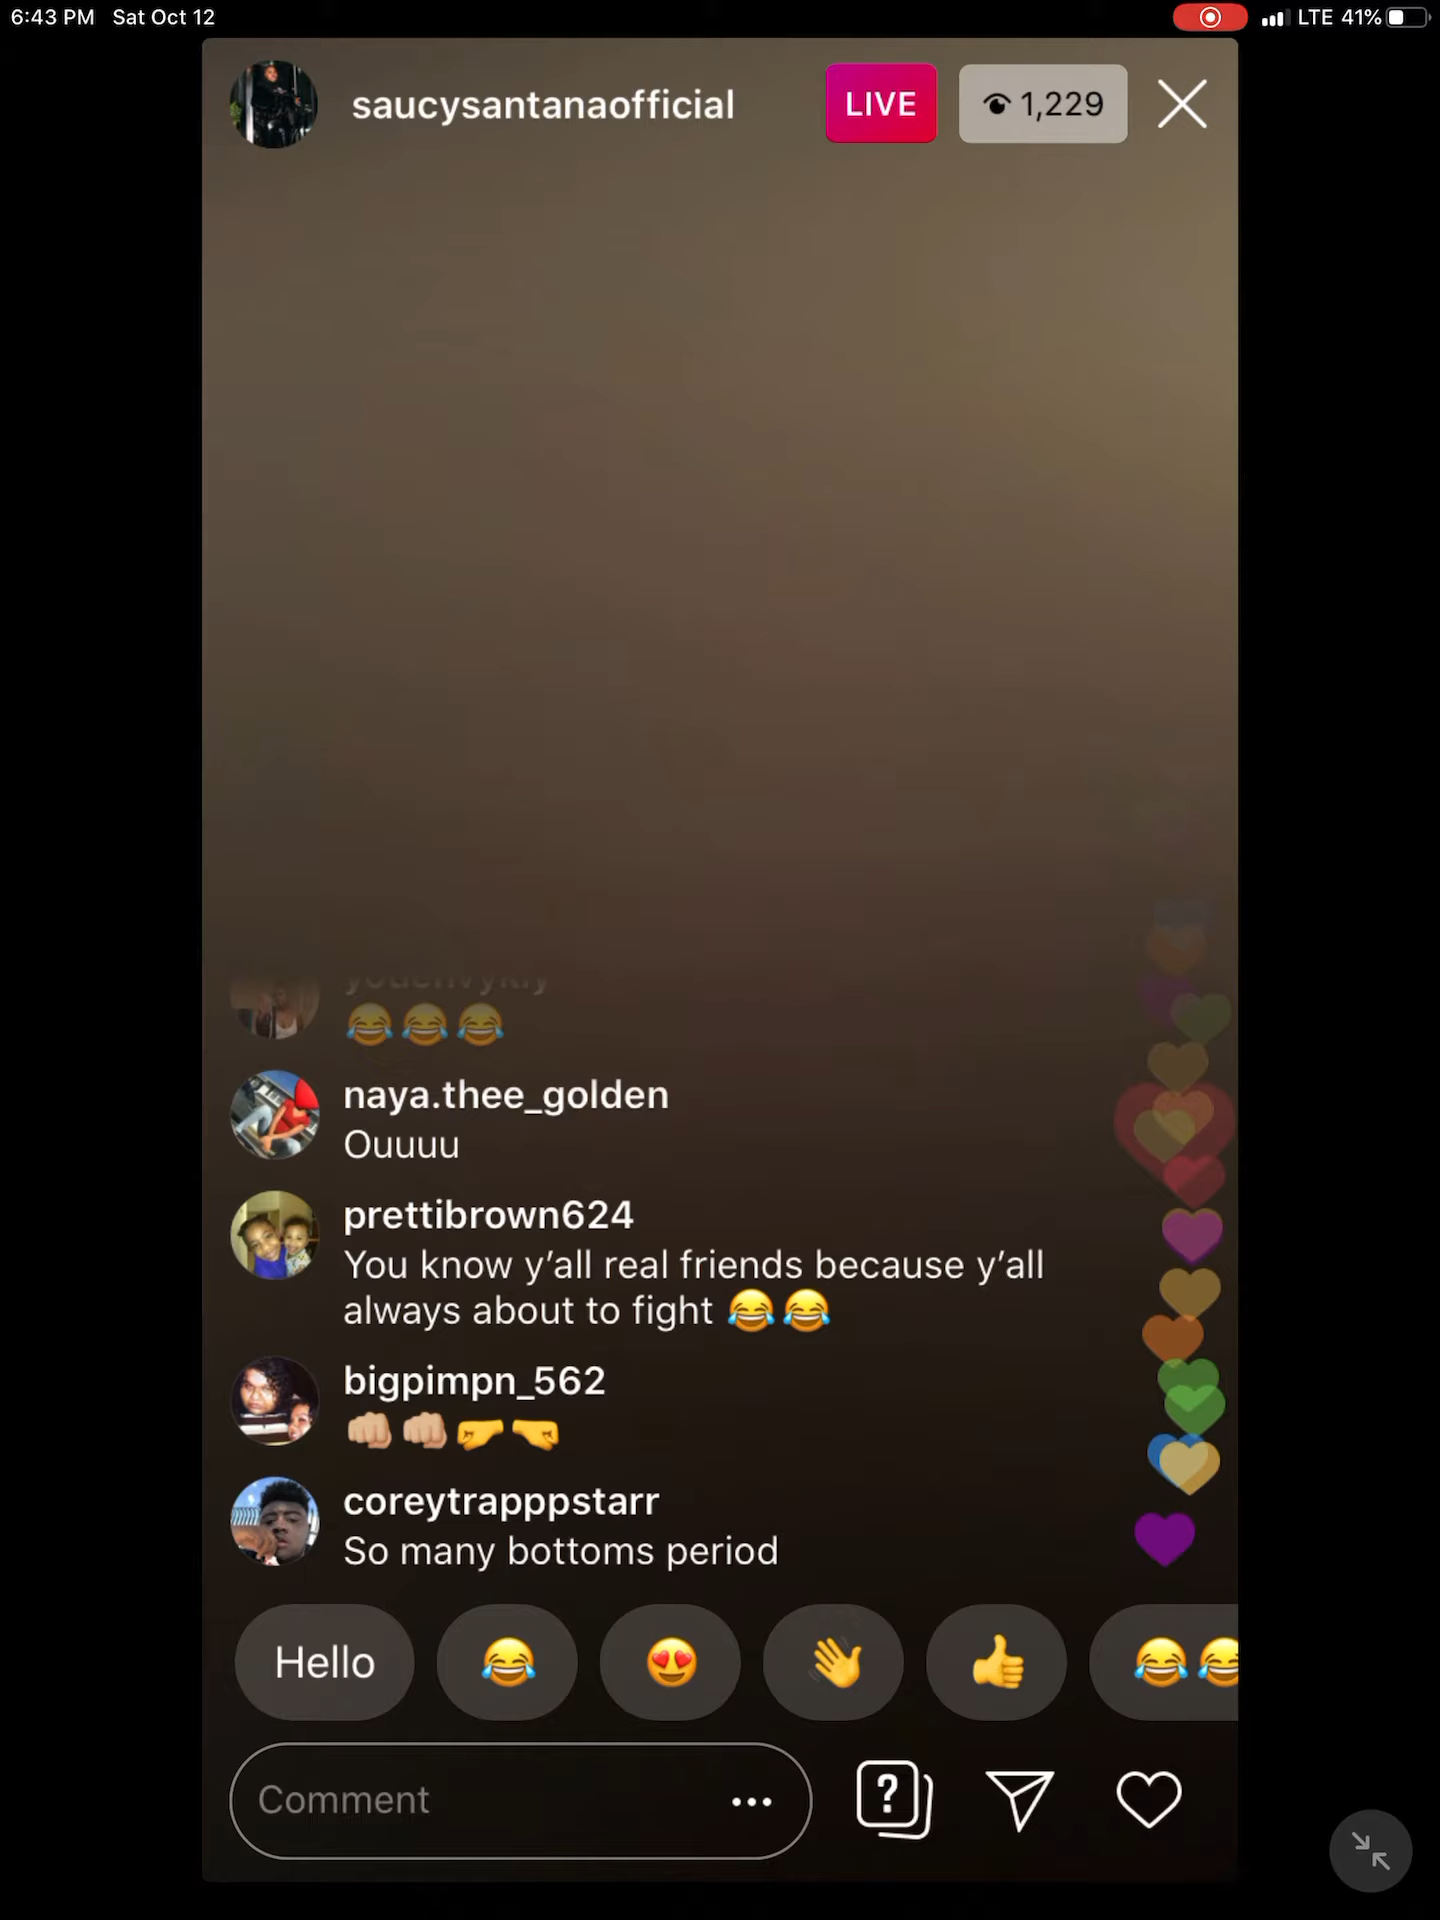 6:43 PM Sat Oct 12 LTE 41%
saucysantanaofficial LIVE 1,229
😂😂😂
naya.thee_golden
Ouuuu
prettibrown624
You know y’all real friends because y’all
always about to fight 😂😂
bigpimpn_562
👊🏼👊🏼🤛🤜
coreytrapppstarr
So many bottoms period
Hello 😂 😍 👋 👍 😂😂
Comment ...
?